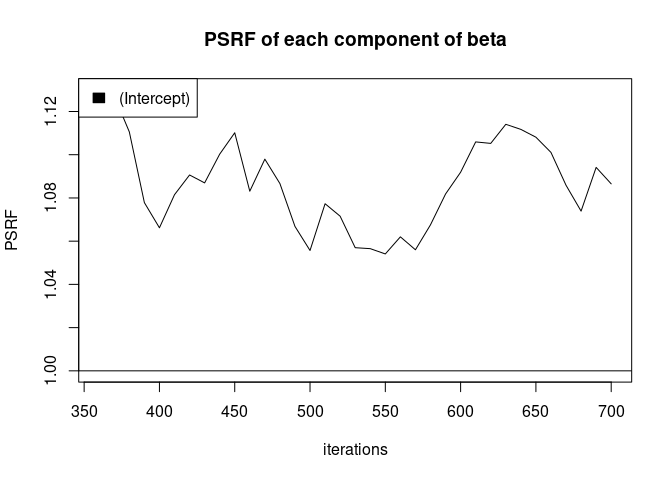 PSRF of each component of beta
(Intercept)
PSRF
1.12
1.08
1.04
1.00
350 400 450 500 550 600 650 700
iterations